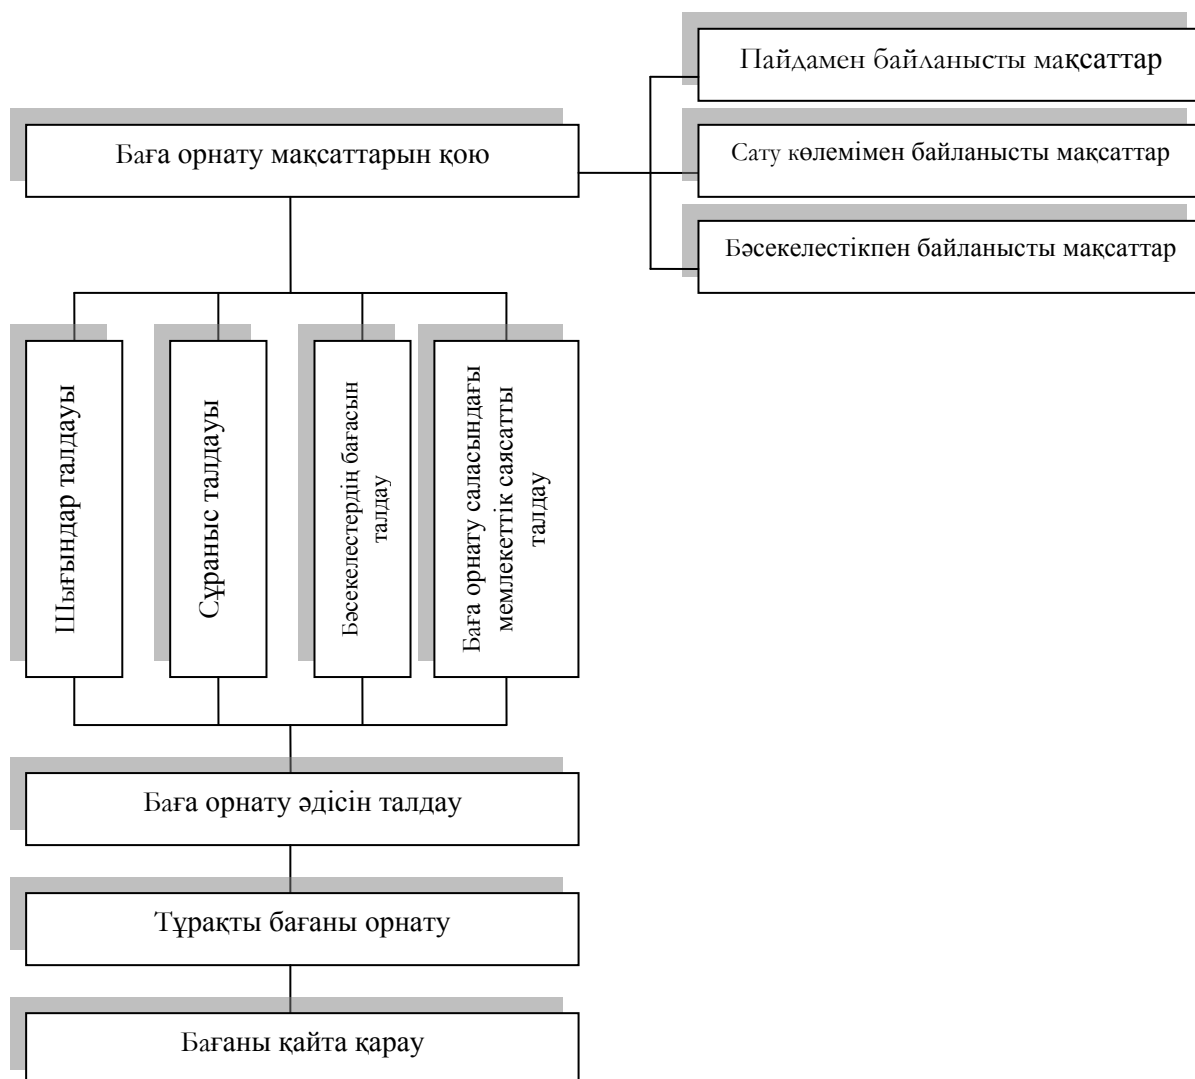 Пайдамен байланысты мақсаттар
Баға орнату мақсаттарын қою
Сату көлемімен байланысты мақсаттар
Бәсекелестікпен байланысты мақсаттар
Шығындар талдауы
Сұраныс талдауы
Бәсекелестердің бағасын
талдау
Баға орнату саласындағы
мемлекеттік саясатты
талдау
Баға орнату әдісін талдау
Тұрақты бағаны орнату
Бағаны қайта қарау